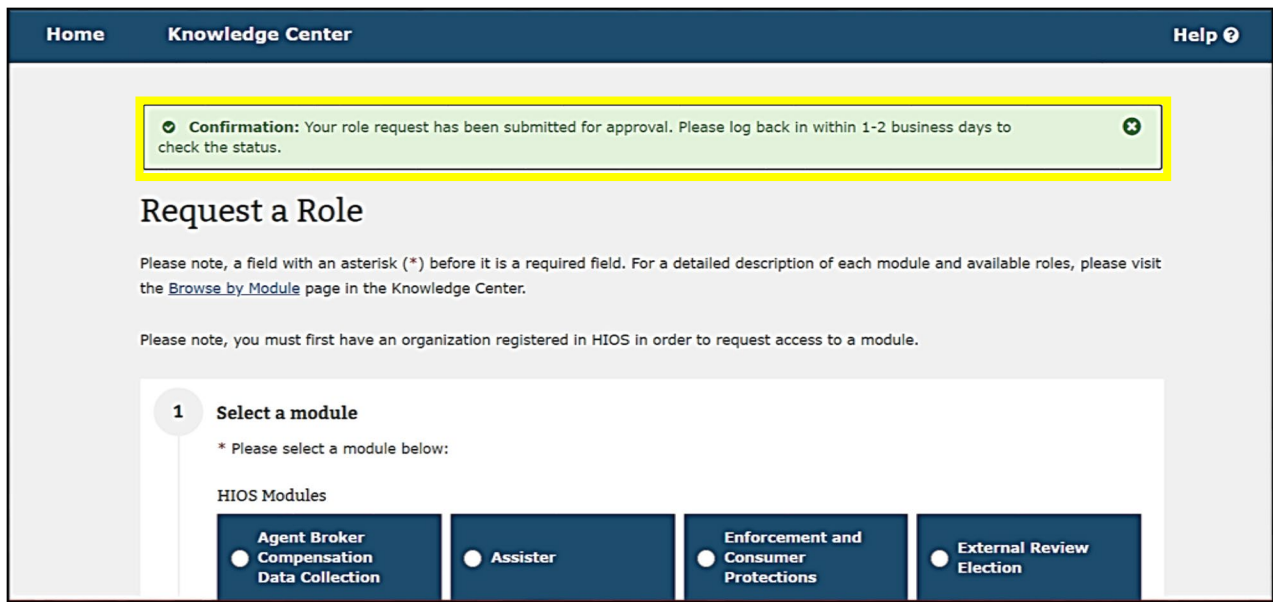 Home Knowledge Center Help
Confirmation: Your role request has been submitted for approval. Please log back in within 1-2 business days to
check the status.
Request a Role
Please note, a field with an asterisk (*) before it is a required field. For a detailed description of each module and available roles, please visit
the Browse by Module page in the Knowledge Center.
Please note, you must first have an organization registered in HIOS in order to request access to a module.
1 Select a module
* Please select a module below:
HIOS Modules
Agent Broker
Compensation
Data Collection
Assister
Enforcement and
Consumer
Protections
External Review
Election